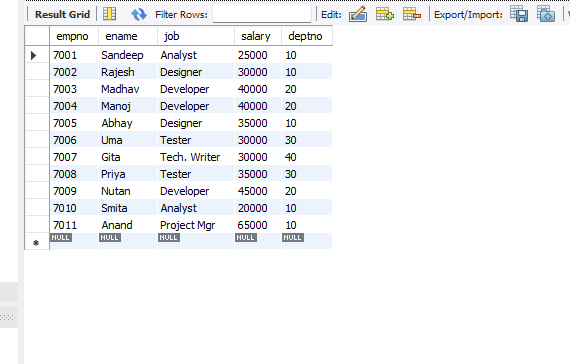 Result Grid Filter Rows: Edit: Export/Import:
empno ename job salary deptno
7001 Sandeep Analyst 25000 10
7002 Rajesh Designer 30000 10
7003 Madhav Developer 40000 20
7004 Manoj Developer 40000 20
7005 Abhay Designer 35000 10
7006 Uma Tester 30000 30
7007 Gita Tech. Writer 30000 40
7008 Priya Tester 35000 30
7009 Nutan Developer 45000 20
7010 Smita Analyst 20000 10
7011 Anand Project Mgr 65000 10
NULL NULL NULL NULL NULL